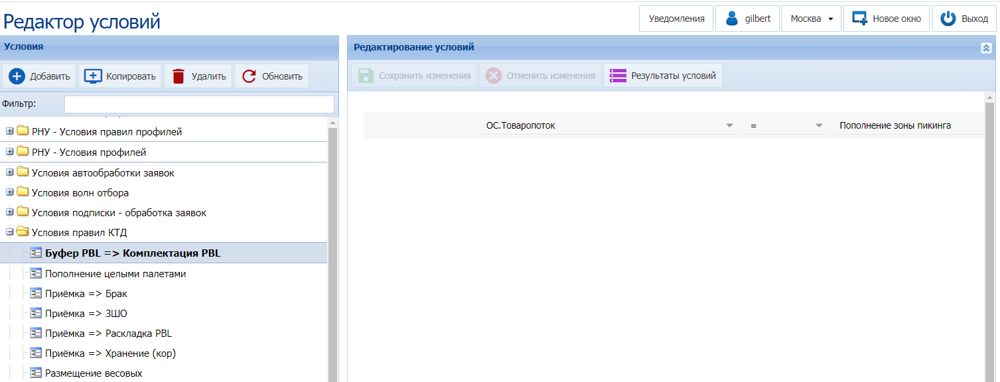 Редактор условий
Уведомления
gilbert
Москва
Новое окно
Выход
Условия
Добавить
Копировать
Удалить
Обновить
Фильтр:
РНУ - Условия правил профилей
РНУ - Условия профилей
Условия автообработки заявок
Условия волн отбора
Условия подписки - обработка заявок
Условия правил КТД
Буфер PBL => Комплектация PBL
Пополнение целыми палетами
Приёмка => Брак
Приёмка => ЗШО
Приёмка => Раскладка PBL
Приёмка => Хранение (кор)
Размещение весовых
Редактирование условий
Сохранить изменения
Отменить изменения
Результаты условий
ОС.Товаропоток
=
Пополнение зоны пикинга